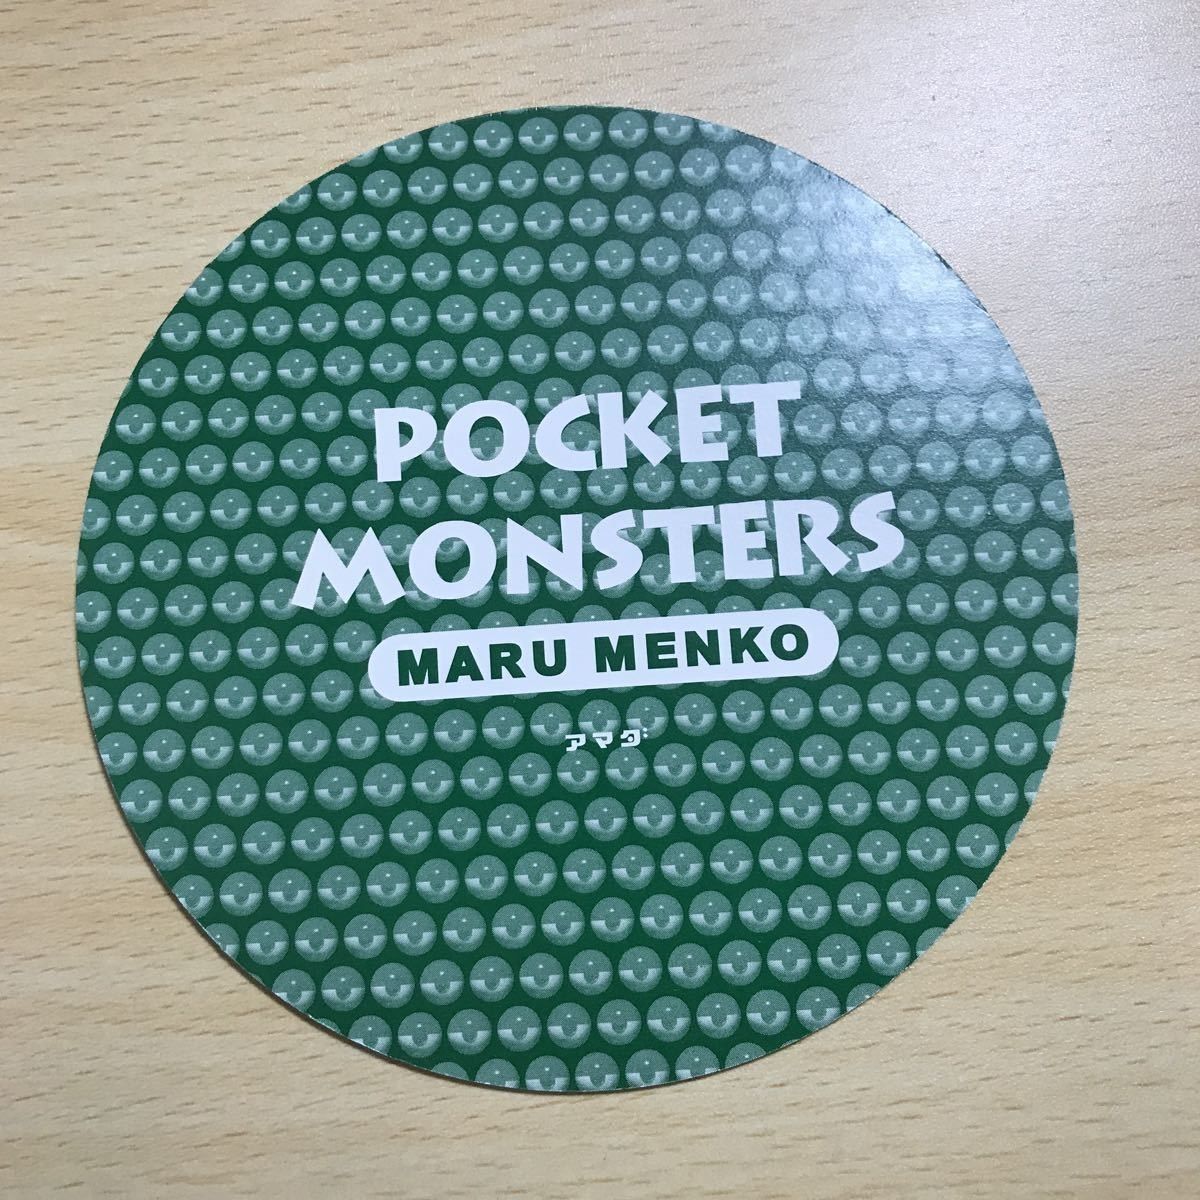 POCKET
MONSTERS
MARU MENKO
アマダ